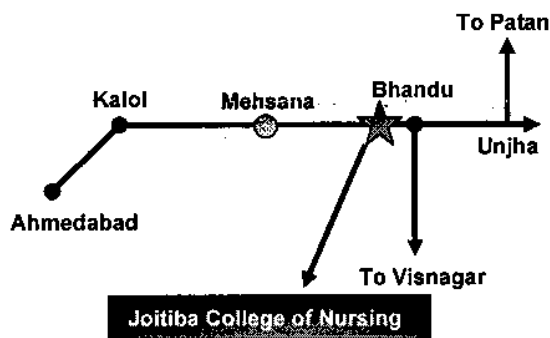 To Patan
Kalol
Mehsana
Bhandu
Unjha
Ahmedabad
To Visnagar
Joitiba College of Nursing